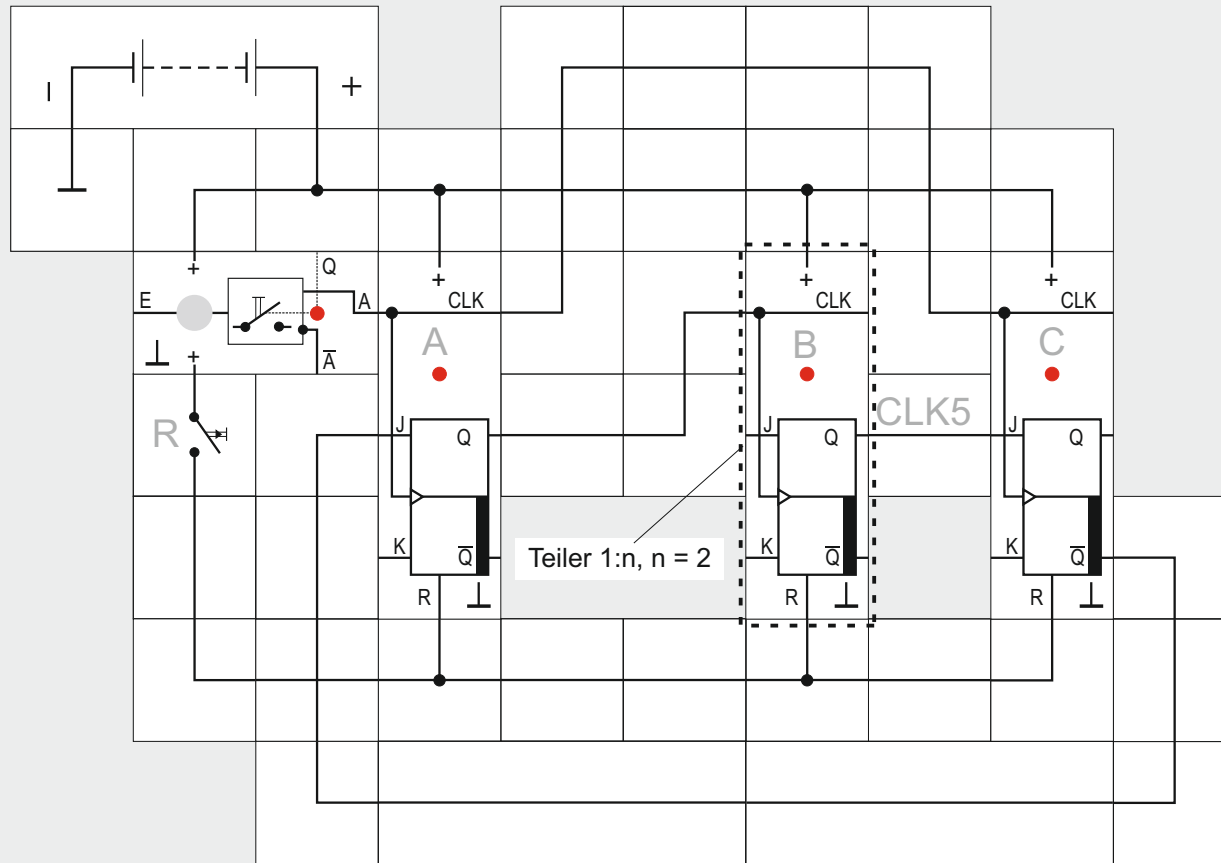 I +
+ Q + + +
E A CLK CLK CLK
⊥ + A̅ A B C
R CLK5
J Q J Q J Q
Teiler 1:n, n = 2
K Q̅ K Q̅ K Q̅
R ⊥ R ⊥ R ⊥